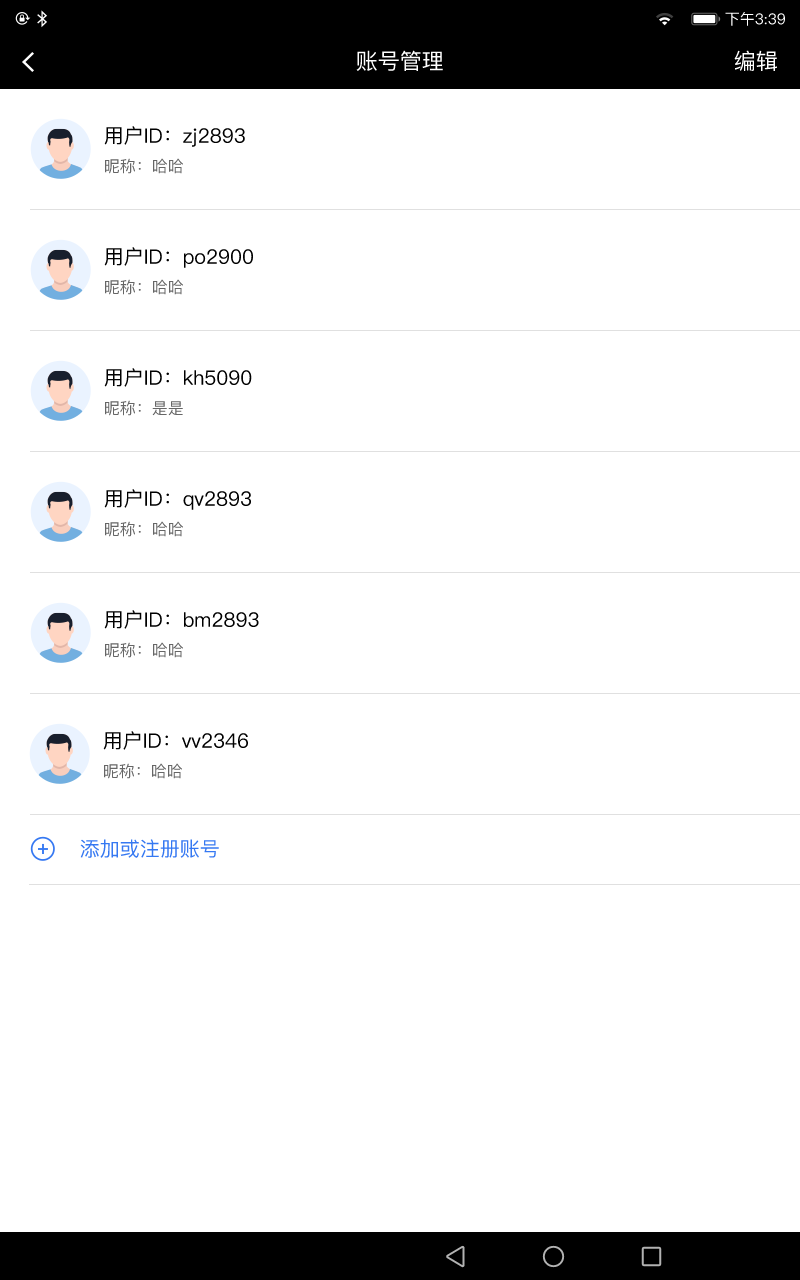 下午3:39
账号管理
编辑
用户ID：zj2893
昵称：哈哈
用户ID：po2900
昵称：哈哈
用户ID：kh5090
昵称：是是
用户ID：qv2893
昵称：哈哈
用户ID：bm2893
昵称：哈哈
用户ID：vv2346
昵称：哈哈
添加或注册账号